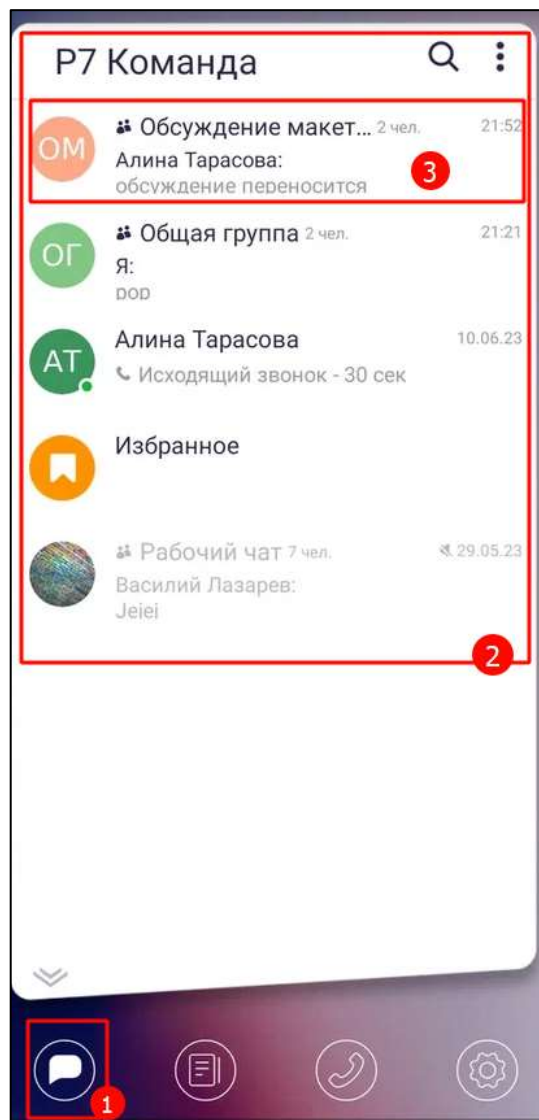 Р7 Команда
ОМ
Обсуждение макет... 2 чел. 21:52
Алина Тарасова:
обсуждение переносится
3
ОГ
Общая группа 2 чел. 21:21
Я:
pop
АТ
Алина Тарасова 10.06.23
Исходящий звонок - 30 сек
Избранное
Рабочий чат 7 чел. 29.05.23
Василий Лазарев:
Jeiei
2
1